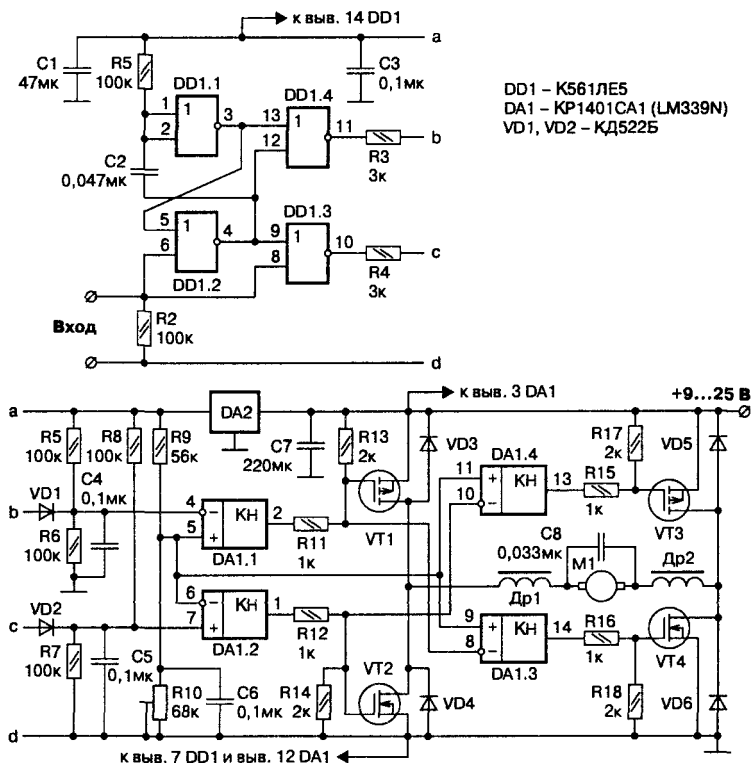 к выв. 14 DD1
a
C1
47мк
R5
100к
C3
0,1мк
DD1.1
1
2
1
3
DD1.4
13
12
1
11
R3
3к
b
C2
0,047мк
5
6
1
4
DD1.2
DD1.3
9
8
1
10
R4
3к
c
Вход
R2
100к
d
DD1 – К561ЛЕ5
DA1 – КР1401СА1 (LM339N)
VD1, VD2 – КД522Б
к выв. 3 DA1
+9...25 В
a
DA2
R5
100к
R8
100к
R9
56к
C7
220мк
R13
2к
VD3
R17
2к
VD5
C4
0,1мк
VD1
b
4
5
–
+
КН
2
DA1.1
R11
1к
VT1
11
10
+
–
КН
13
DA1.4
R15
1к
VT3
R6
100к
C8
0,033мк
М1
Др1
Др2
VD2
c
6
7
–
+
КН
1
DA1.2
R12
1к
9
8
+
–
КН
14
DA1.3
R16
1к
VT4
R7
100к
C5
0,1мк
R10
68к
C6
0,1мк
R14
2к
VT2
VD4
R18
2к
VD6
d
к выв. 7 DD1 и выв. 12 DA1